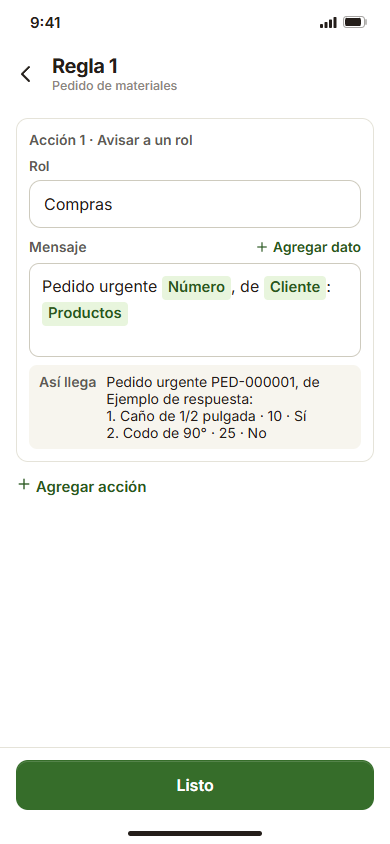 9:41
Regla 1
Pedido de materiales
Acción 1 · Avisar a un rol
Rol
Compras
Mensaje
+ Agregar dato
Pedido urgente Número, de Cliente:
Productos
Así llega
Pedido urgente PED-000001, de
Ejemplo de respuesta:
1. Caño de 1/2 pulgada · 10 · Sí
2. Codo de 90° · 25 · No
+ Agregar acción
Listo